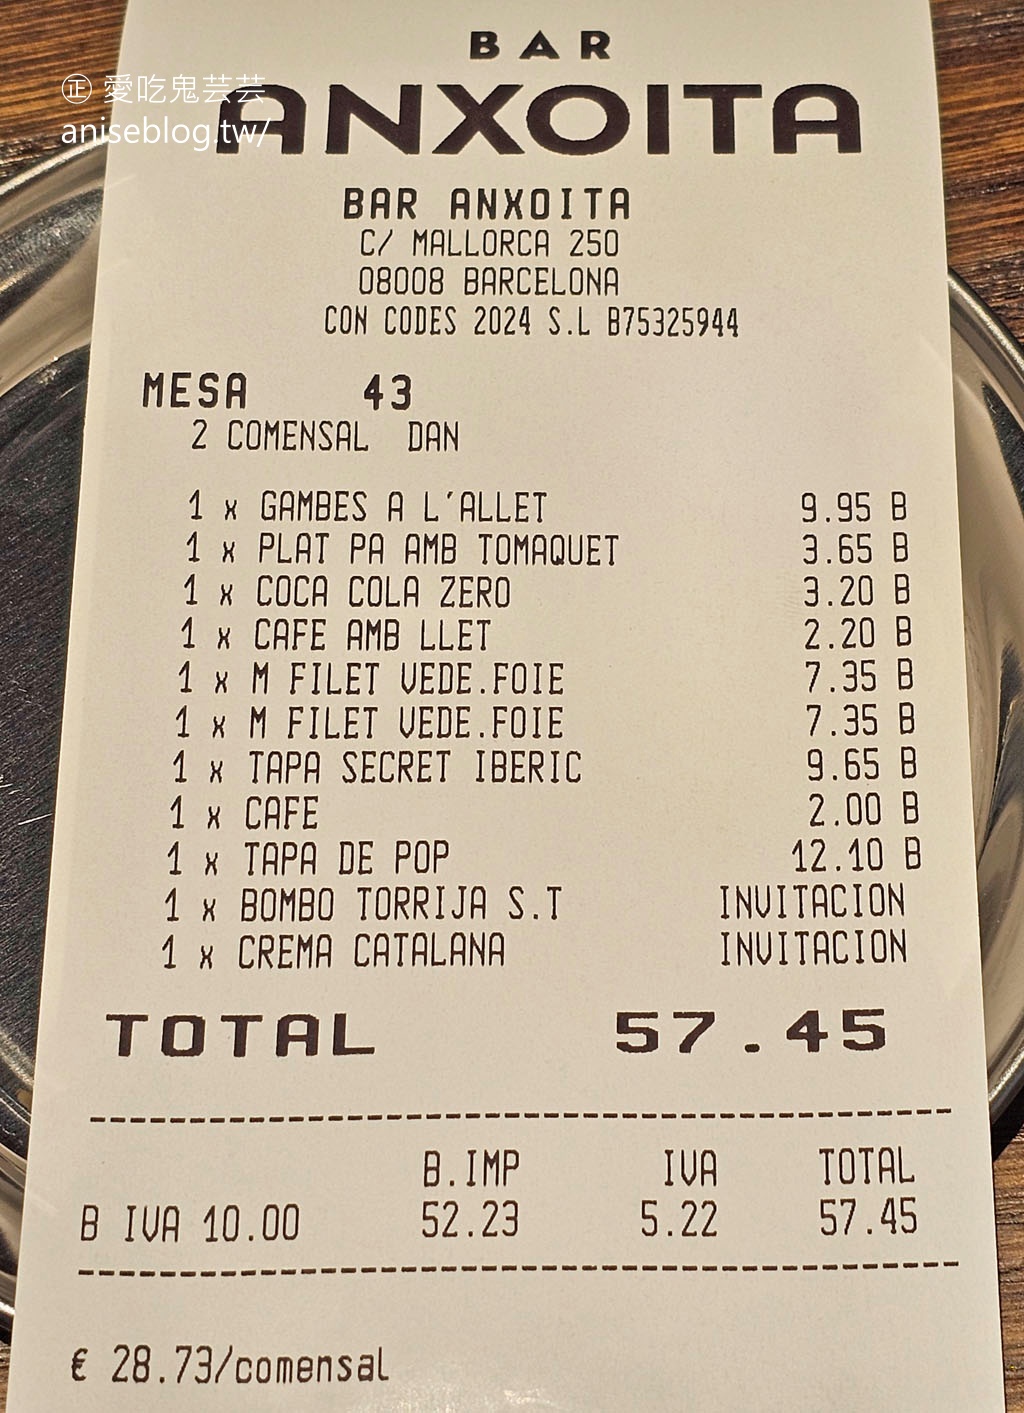 BAR
ANXOITA
㊣ 愛吃鬼芸芸
aniseblog.tw/
BAR ANXOITA
C/ MALLORCA 250
08008 BARCELONA
CON CODES 2024 S.L B75325944
MESA 43
2 COMENSAL DAN
1 x GAMBES A L'ALLET 9.95 B
1 x PLAT PA AMB TOMAQUET 3.65 B
1 x COCA COLA ZERO 3.20 B
1 x CAFE AMB LLET 2.20 B
1 x M FILET VEDE.FOIE 7.35 B
1 x M FILET VEDE.FOIE 7.35 B
1 x TAPA SECRET IBERIC 9.65 B
1 x CAFE 2.00 B
1 x TAPA DE POP 12.10 B
1 x BOMBO TORRIJA S.T INVITACION
1 x CREMA CATALANA INVITACION
TOTAL 57.45
B.IMP IVA TOTAL
B IVA 10.00 52.23 5.22 57.45
€ 28.73/comensal